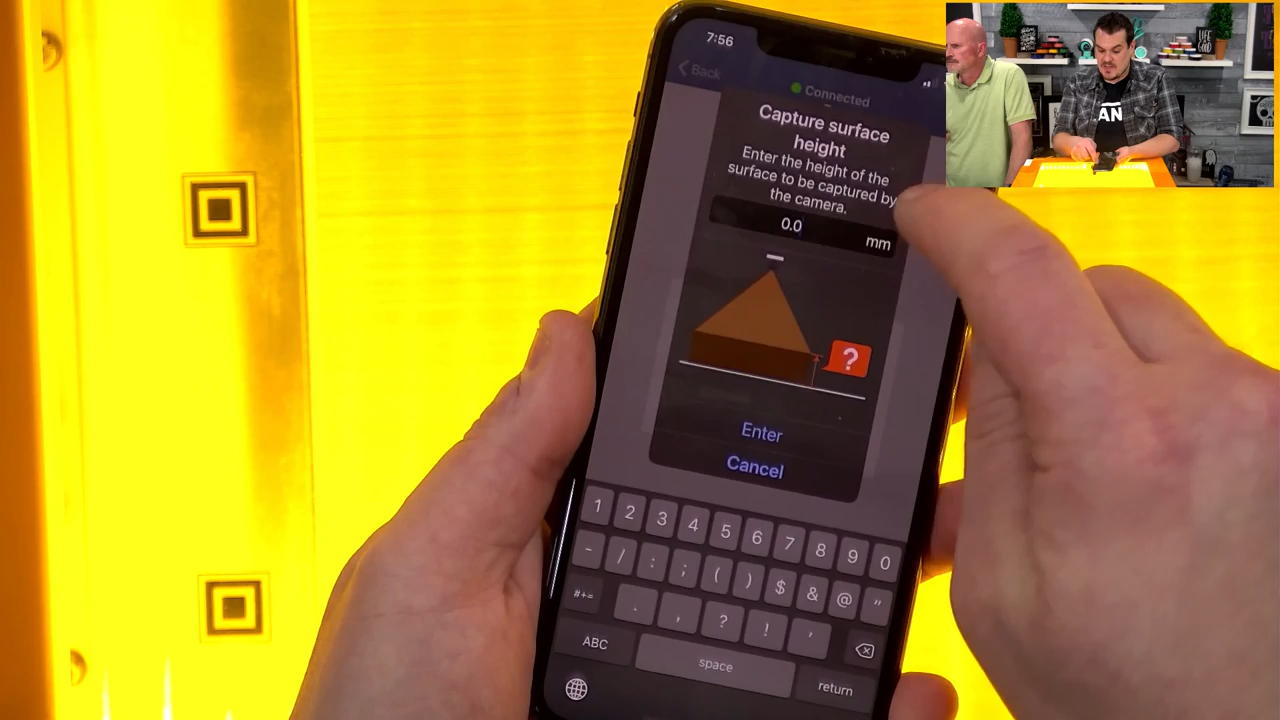 7:56
Back
Connected
Capture surface
height
Enter the height of the
surface to be captured by
the camera.
0.0
mm
?
Enter
Cancel
1 2 3 4 5 6 7 8 9 0
- / : ; ( ) $ & @ "
#+= . , ? ! '
ABC space return
LIFE
GOOD
AN